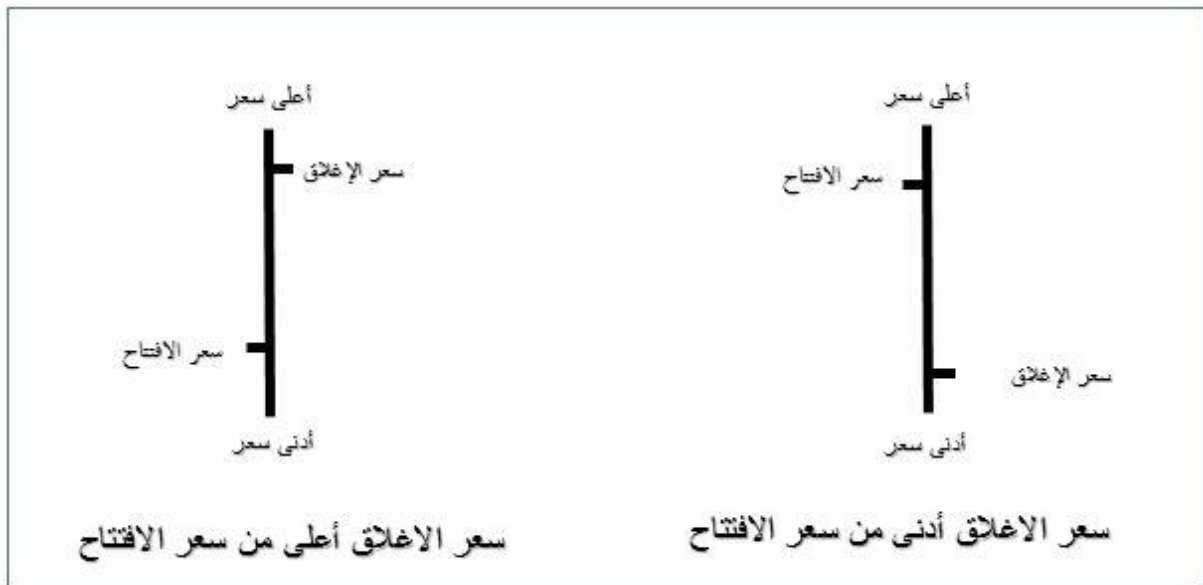 أعلى سعر
سعر الافتتاح
سعر الإغلاق
أدنى سعر
سعر الاغلاق أدنى من سعر الافتتاح
أعلى سعر
سعر الإغلاق
سعر الافتتاح
أدنى سعر
سعر الاغلاق أعلى من سعر الافتتاح